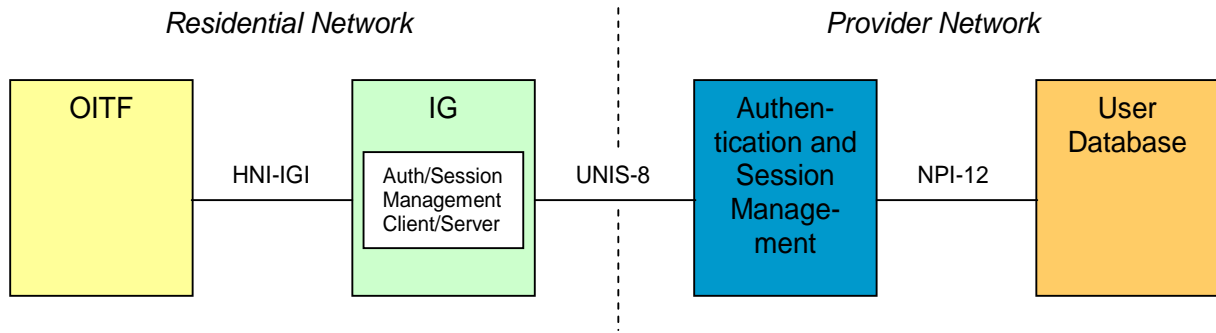 Residential Network
Provider Network
OITF
HNI-IGI
IG
Auth/Session
Management
Client/Server
UNIS-8
Authen-
tication and
Session
Manage-
ment
NPI-12
User
Database